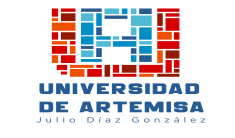 UNIVERSIDAD
DE ARTEMISA
Julio Díaz González